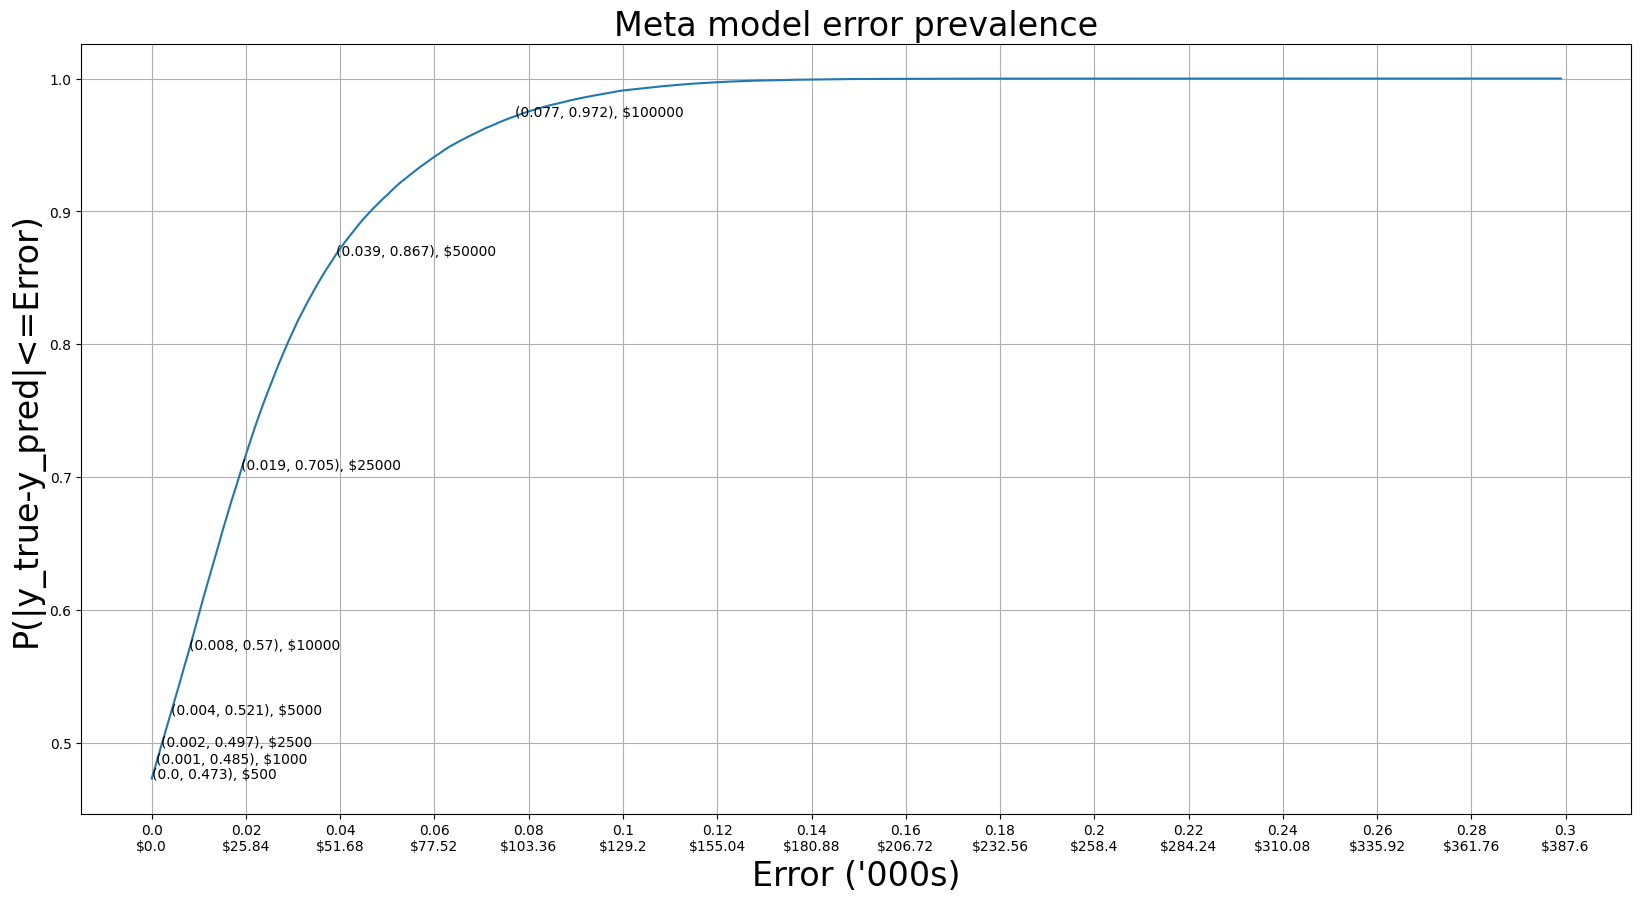 Meta model error prevalence
P(|y_true-y_pred|<=Error)
1.0
0.9
0.8
0.7
0.6
0.5
(0.077, 0.972), $100000
(0.039, 0.867), $50000
(0.019, 0.705), $25000
(0.008, 0.57), $10000
(0.004, 0.521), $5000
(0.002, 0.497), $2500
(0.001, 0.485), $1000
(0.0, 0.473), $500
0.0 0.02 0.04 0.06 0.08 0.1 0.12 0.14 0.16 0.18 0.2 0.22 0.24 0.26 0.28 0.3
$0.0 $25.84 $51.68 $77.52 $103.36 $129.2 $155.04 $180.88 $206.72 $232.56 $258.4 $284.24 $310.08 $335.92 $361.76 $387.6
Error ('000s)